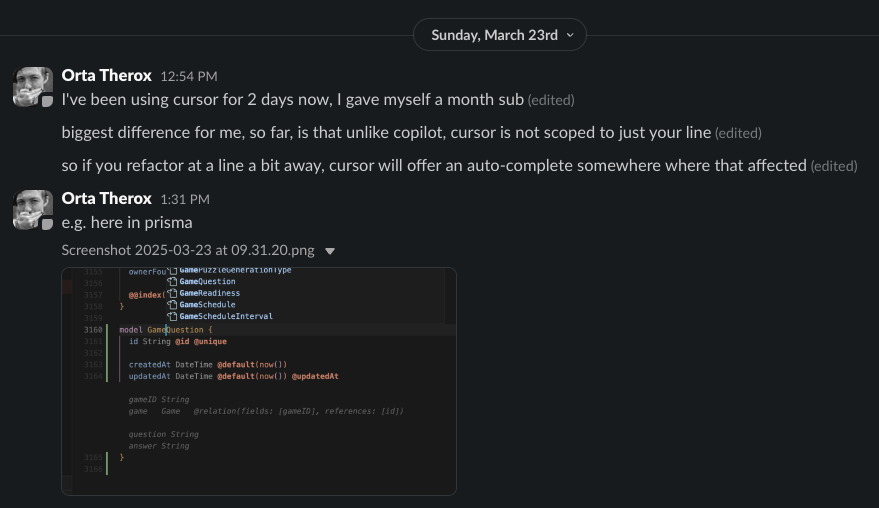 Sunday, March 23rd
Orta Therox 12:54 PM
I've been using cursor for 2 days now, I gave myself a month sub (edited)
biggest difference for me, so far, is that unlike copilot, cursor is not scoped to just your line (edited)
so if you refactor at a line a bit away, cursor will offer an auto-complete somewhere where that affected (edited)
Orta Therox 1:31 PM
e.g. here in prisma
Screenshot 2025-03-23 at 09.31.20.png
3155 ownerFou GamePuzzleGenerationType
3156 GameQuestion
3157 @@index( GameReadiness
3158 } GameSchedule
3159 GameScheduleInterval
3160 model GameQuestion {
3161 id String @id @unique
3162
3163 createdAt DateTime @default(now())
3164 updatedAt DateTime @default(now()) @updatedAt
gameID String
game Game @relation(fields: [gameID], references: [id])
question String
answer String
3165 }
3166